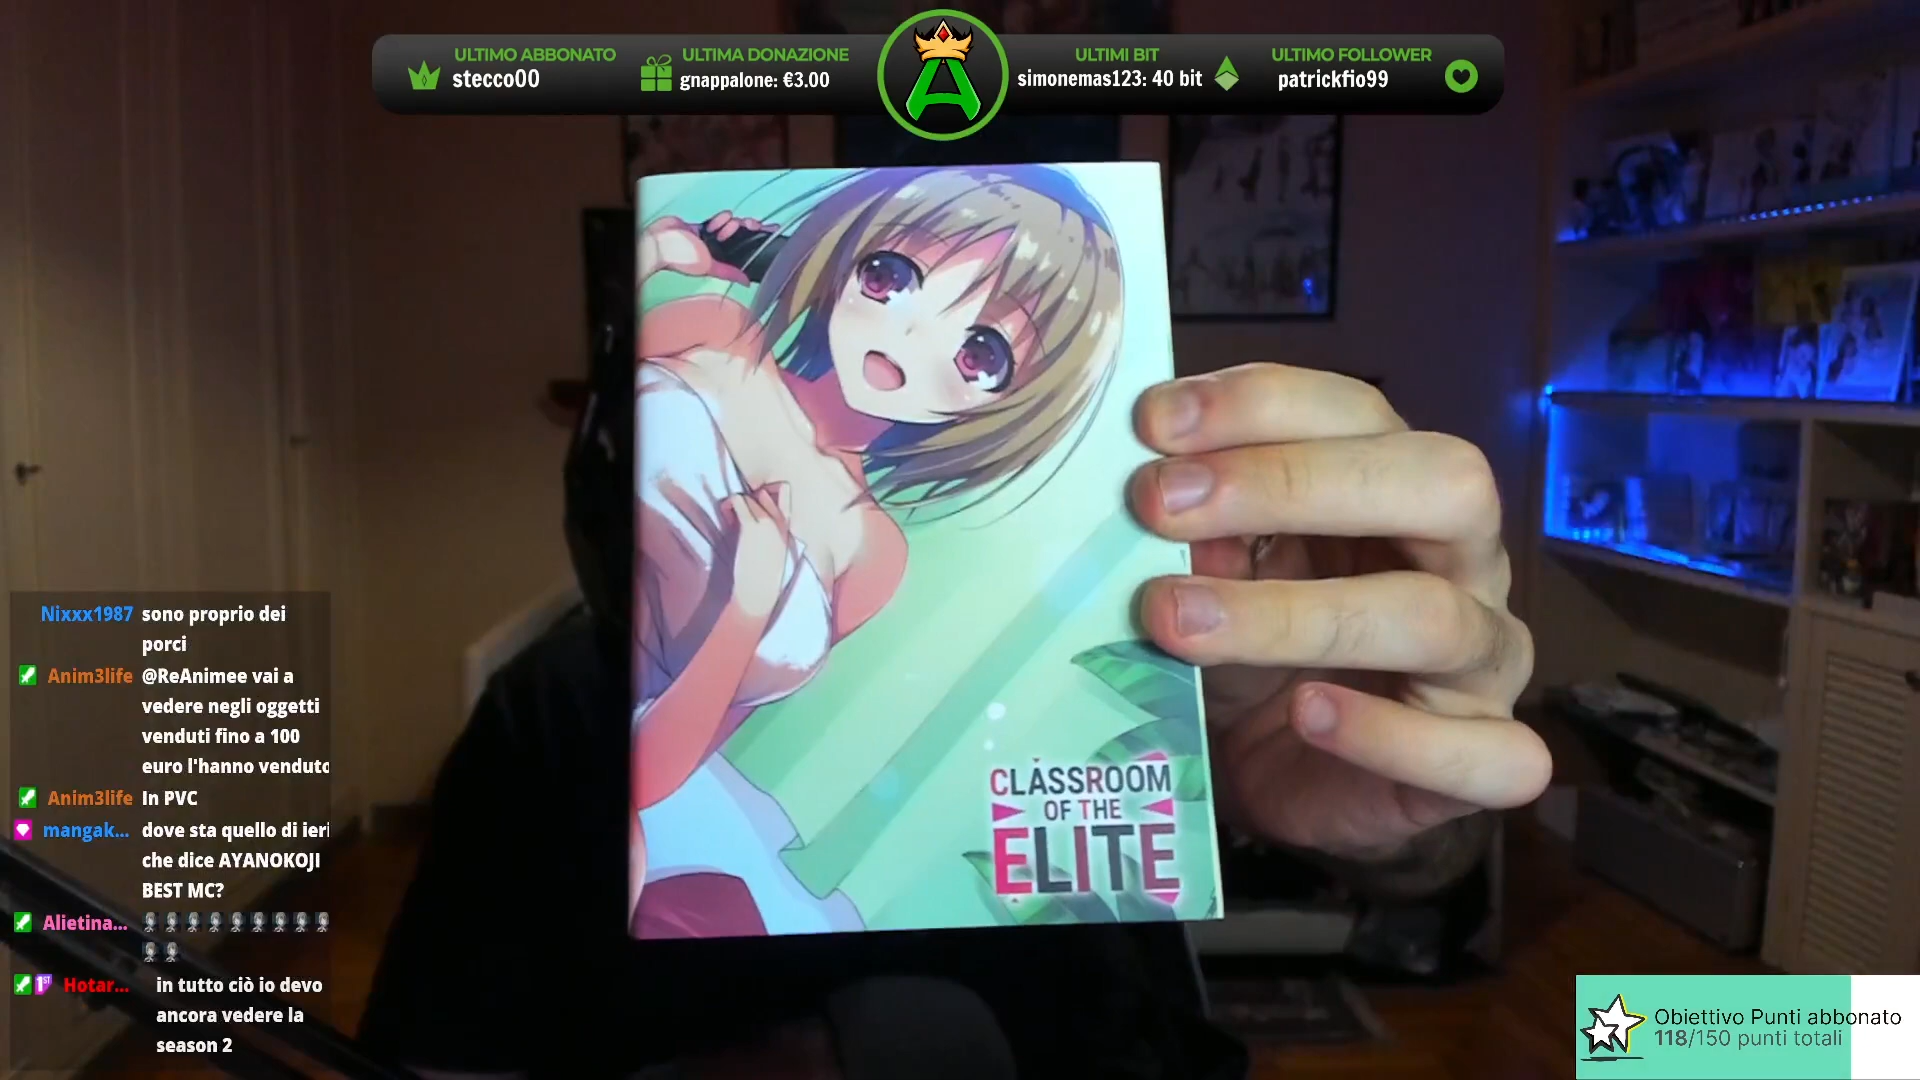 ULTIMO ABBONATO
stecco00
ULTIMA DONAZIONE
gnappalone: €3.00
ULTIMI BIT
simonemas123: 40 bit
ULTIMO FOLLOWER
patrickfio99
CLASSROOM
OF THE
ELITE
Nixxx1987 sono proprio dei
porci
Anim3life @ReAnimee vai a
vedere negli oggetti
venduti fino a 100
euro l'hanno venduto
Anim3life In PVC
mangak... dove sta quello di ieri
che dice AYANOKOJI
BEST MC?
Alietina...
1ST Hotar... in tutto ciò io devo
ancora vedere la
season 2
Obiettivo Punti abbonato
118/150 punti totali